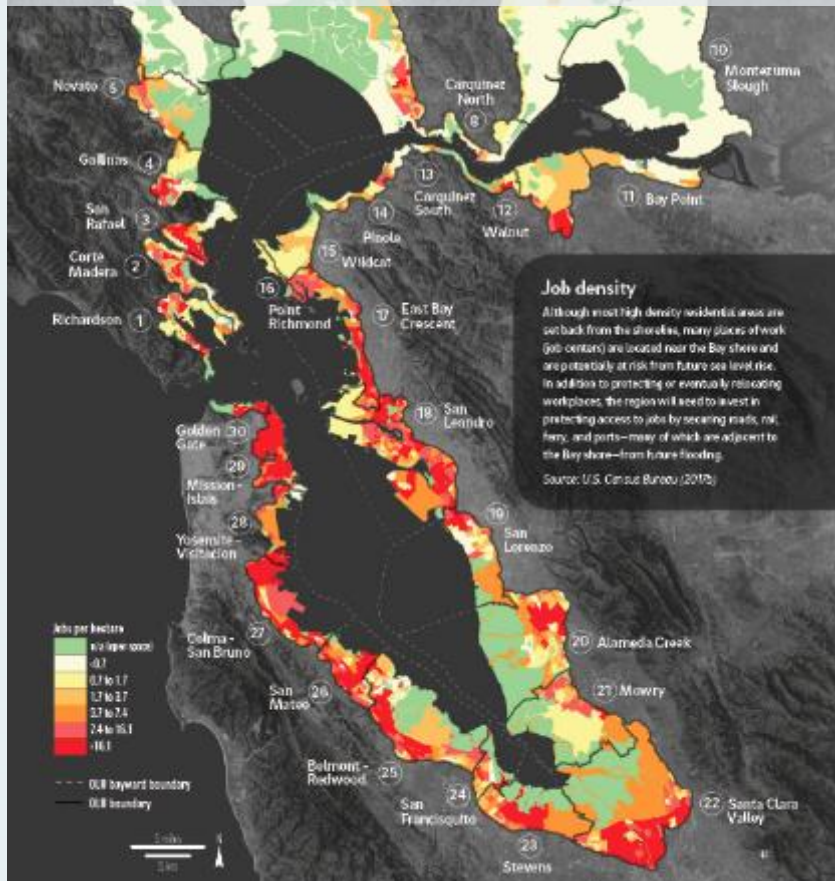 10
Montezuma
Slough
Novato 5
Carquinez
North
8
Gallinas 4
13
Carquinez
South
11 Bay Point
San
Rafael 3
12
Walnut
14
Pinole
Corte
Madera 2
15
Wildcat
Richardson 1
16
Point
Richmond
17 East Bay
Crescent
Job density
Although most high density residential areas are
set back from the shoreline, many places of work
(job centers) are located near the Bay shore and
are potentially at risk from future sea level rise.
In addition to protecting or eventually relocating
workplaces, the region will need to invest in
protecting access to jobs by securing roads, rail,
ferry, and ports—many of which are adjacent to
the Bay shore—from future flooding.
Source: U.S. Census Bureau (2017b)
18 San
Leandro
Golden
Gate 30
29
Mission -
Islais
28
Yosemite -
Visitacion
19
San
Lorenzo
27
Colma -
San Bruno
20 Alameda Creek
21 Mowry
San
Mateo 26
Belmont -
Redwood 25
24
San
Francisquito
22 Santa Clara
Valley
23
Stevens
Jobs per hectare
n/a (open space)
0.7 to 1.7
1.7 to 3.7
3.7 to 7.4
OLU bayward boundary
OLU boundary
N